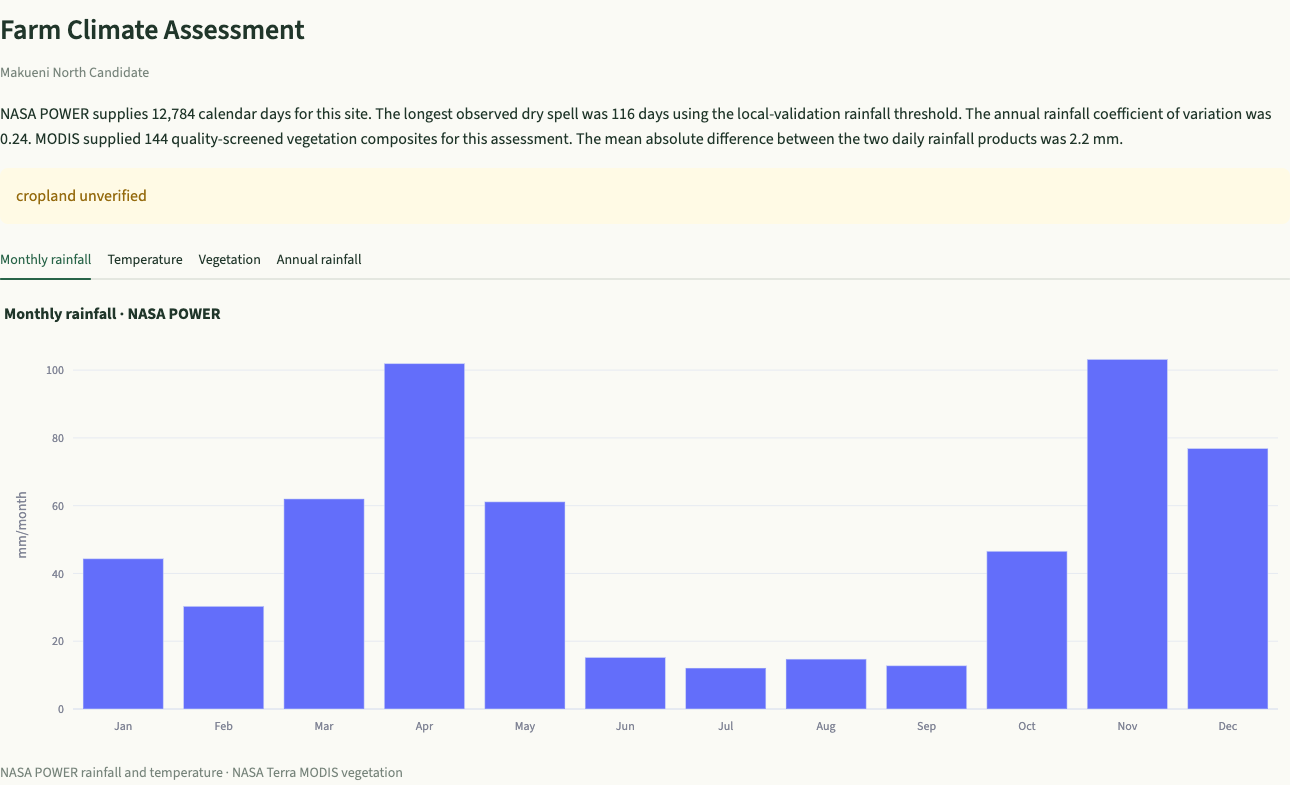 Farm Climate Assessment
Makueni North Candidate
NASA POWER supplies 12,784 calendar days for this site. The longest observed dry spell was 116 days using the local-validation rainfall threshold. The annual rainfall coefficient of variation was
0.24. MODIS supplied 144 quality-screened vegetation composites for this assessment. The mean absolute difference between the two daily rainfall products was 2.2 mm.
cropland unverified
Monthly rainfall Temperature Vegetation Annual rainfall
Monthly rainfall · NASA POWER
100
80
60
40
20
0
mm/month
Jan Feb Mar Apr May Jun Jul Aug Sep Oct Nov Dec
NASA POWER rainfall and temperature · NASA Terra MODIS vegetation